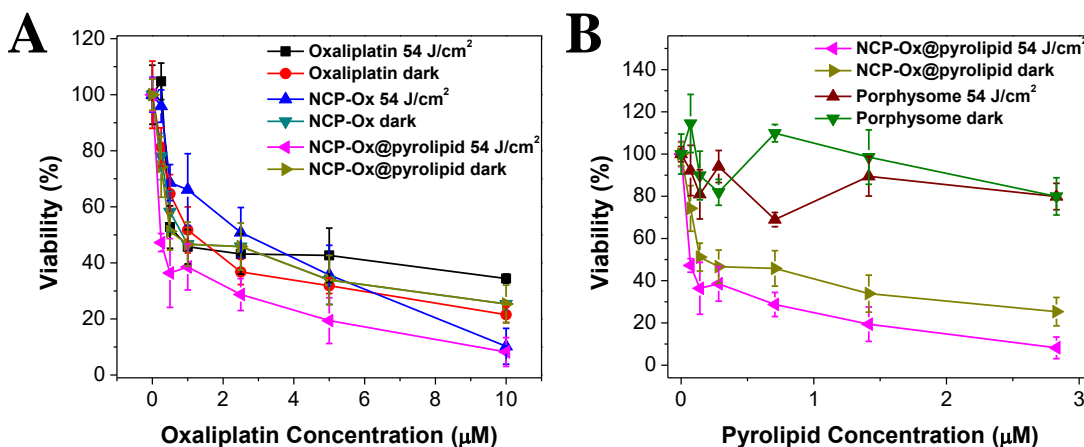 A
B
Oxaliplatin 54 J/cm²
Oxaliplatin dark
NCP-Ox 54 J/cm²
NCP-Ox dark
NCP-Ox@pyrolipid 54 J/cm²
NCP-Ox@pyrolipid dark
120
100
80
60
40
20
0
Viability (%)
0 2 4 6 8 10
Oxaliplatin Concentration (μM)
NCP-Ox@pyrolipid 54 J/cm²
NCP-Ox@pyrolipid dark
Porphysome 54 J/cm²
Porphysome dark
140
120
100
80
60
40
20
0
Viability (%)
0 1 2 3
Pyrolipid Concentration (μM)